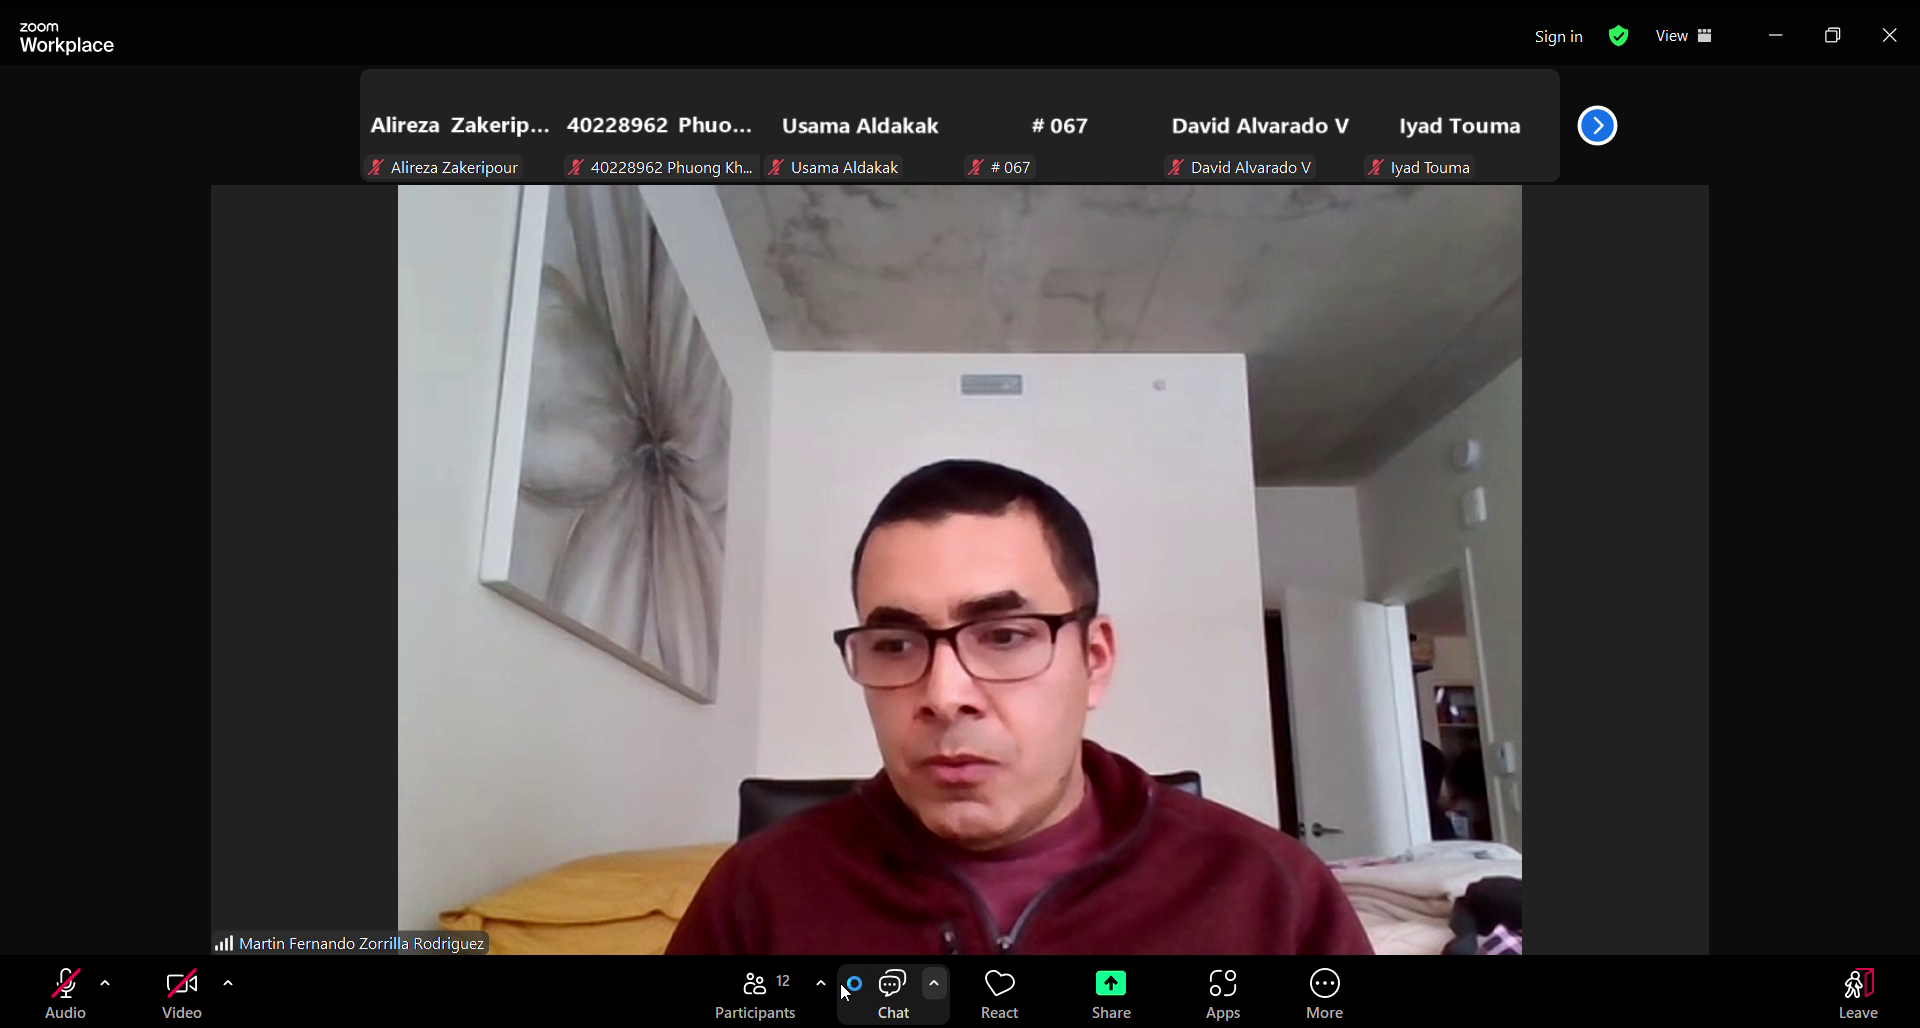 zoom
Workplace
Sign in
View
Alireza Zakerip...
40228962 Phuo...
Usama Aldakak
# 067
David Alvarado V
Iyad Touma
Alireza Zakeripour
40228962 Phuong Kh...
Usama Aldakak
# 067
David Alvarado V
Iyad Touma
Martin Fernando Zorrilla Rodriguez
Audio
Video
12
Participants
Chat
React
Share
Apps
More
Leave